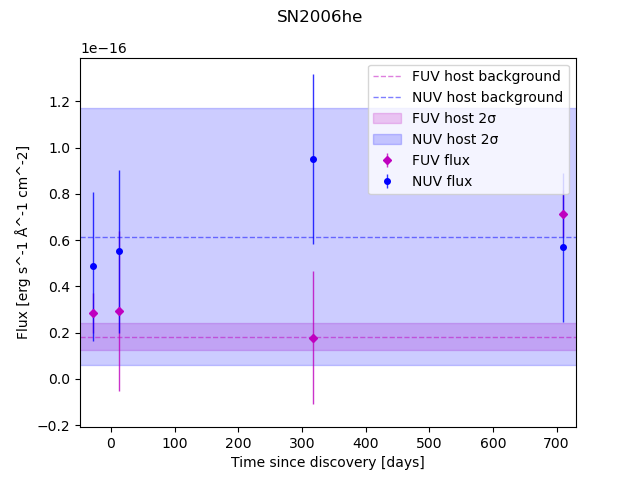 SN2006he
1e−16
FUV host background
NUV host background
FUV host 2σ
NUV host 2σ
FUV flux
NUV flux
1.2
1.0
0.8
0.6
0.4
0.2
0.0
−0.2
Flux [erg s^-1 Å^-1 cm^-2]
0 100 200 300 400 500 600 700
Time since discovery [days]